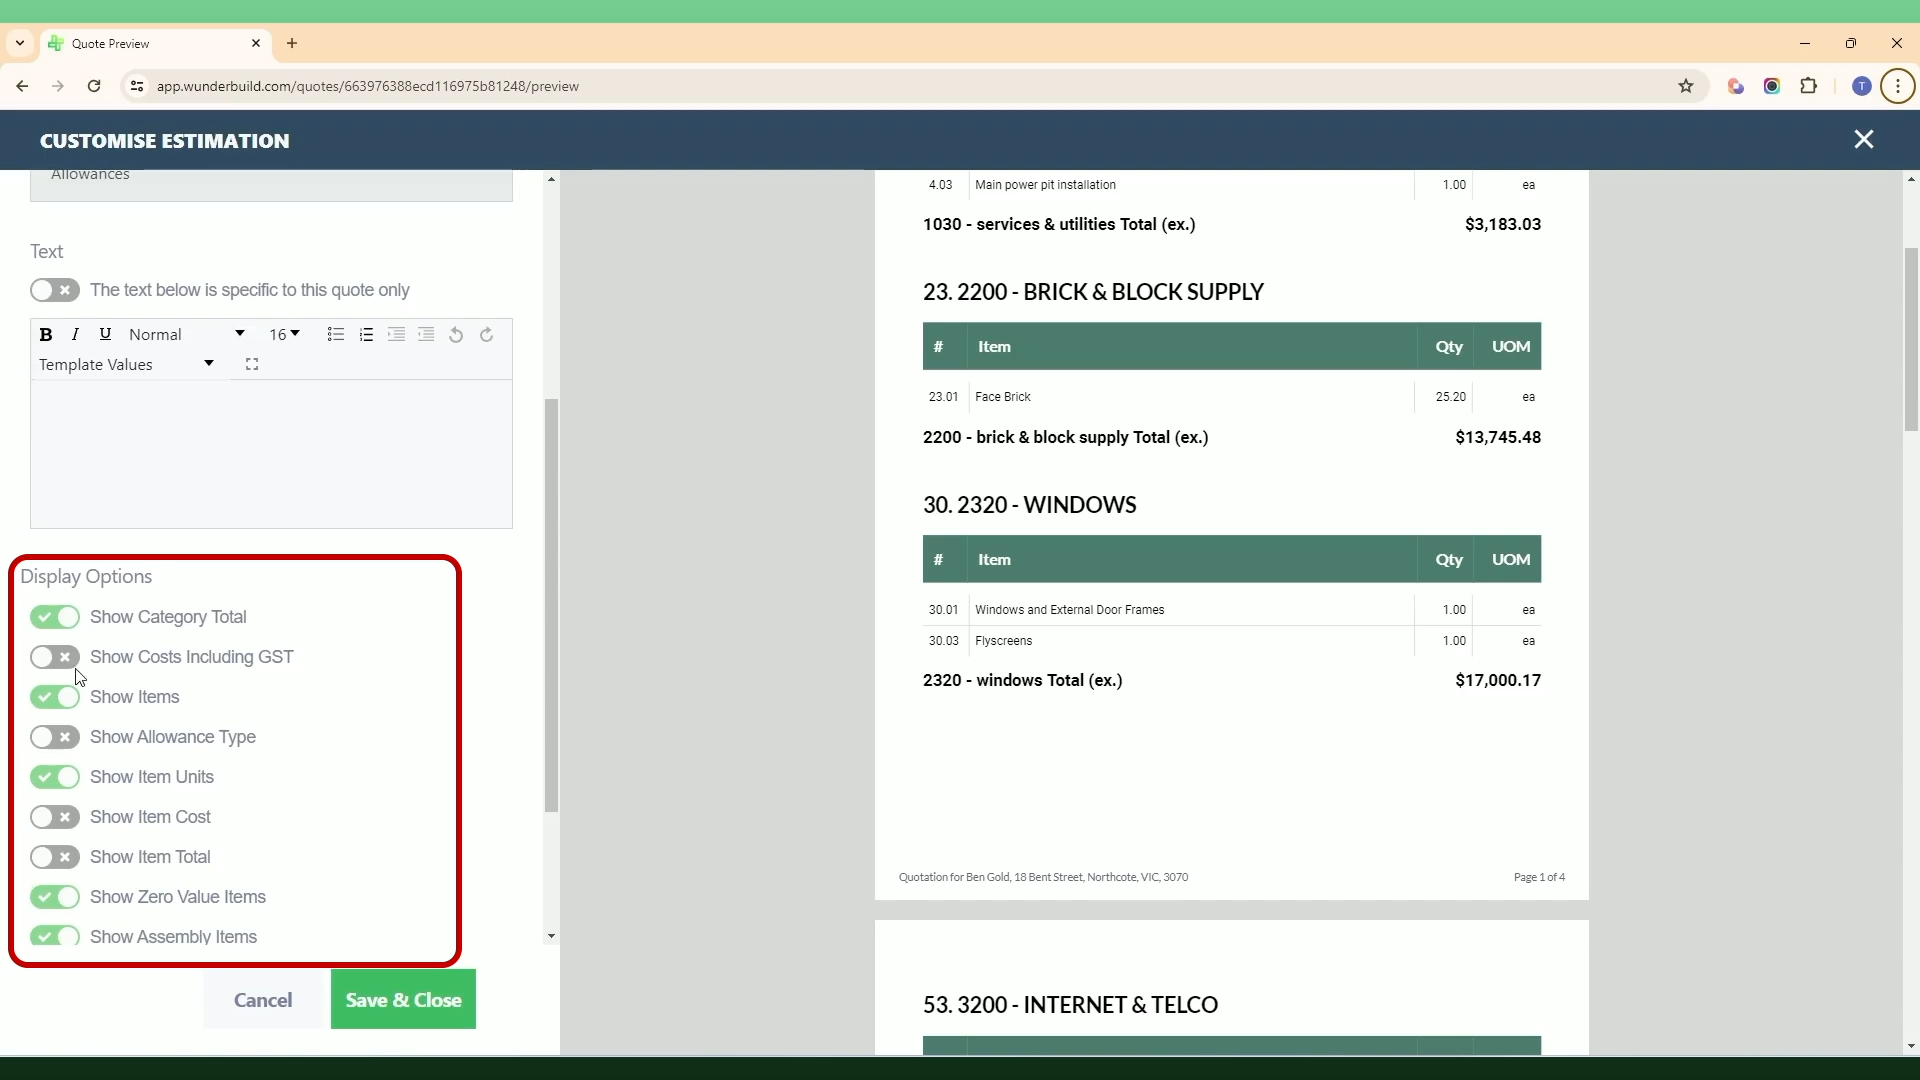 Quote Preview
app.wunderbuild.com/quotes/663976388ecd116975b81248/preview
T
CUSTOMISE ESTIMATION
Allowances
Text
The text below is specific to this quote only
B I U Normal 16
Template Values
Display Options
Show Category Total
Show Costs Including GST
Show Items
Show Allowance Type
Show Item Units
Show Item Cost
Show Item Total
Show Zero Value Items
Show Assembly Items
Cancel Save & Close
4.03 Main power pit installation 1.00 ea
1030 - services & utilities Total (ex.) $3,183.03
23. 2200 - BRICK & BLOCK SUPPLY
# Item Qty UOM
23.01 Face Brick 25.20 ea
2200 - brick & block supply Total (ex.) $13,745.48
30. 2320 - WINDOWS
# Item Qty UOM
30.01 Windows and External Door Frames 1.00 ea
30.03 Flyscreens 1.00 ea
2320 - windows Total (ex.) $17,000.17
Quotation for Ben Gold, 18 Bent Street, Northcote, VIC, 3070 Page 1 of 4
53. 3200 - INTERNET & TELCO